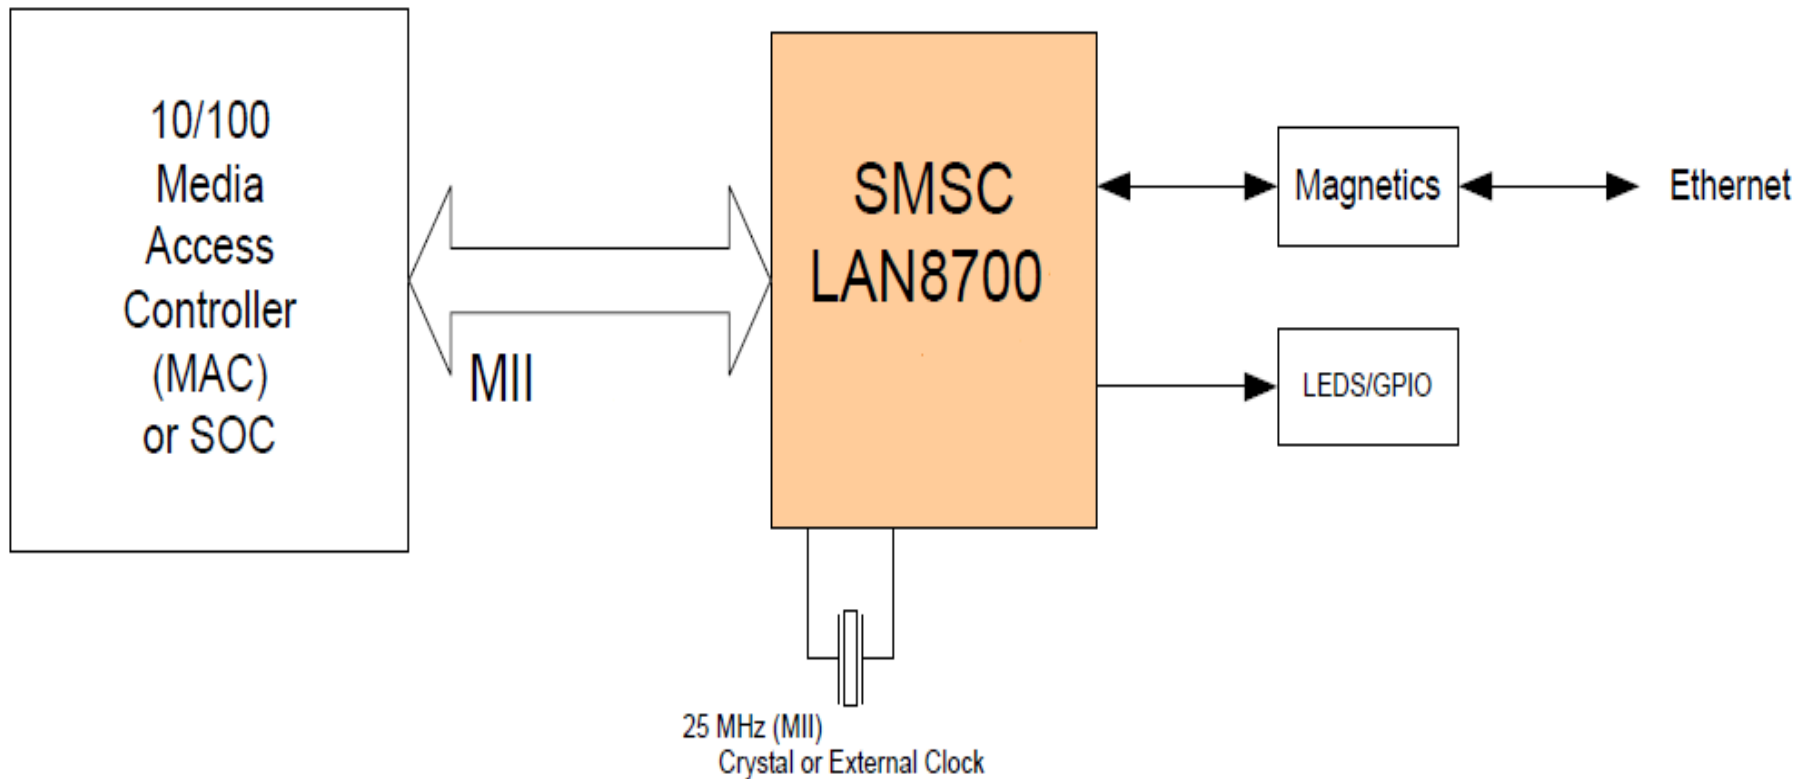 10/100
Media
Access
Controller
(MAC)
or SOC
MII
SMSC
LAN8700
Magnetics
Ethernet
LEDS/GPIO
25 MHz (MII)
Crystal or External Clock